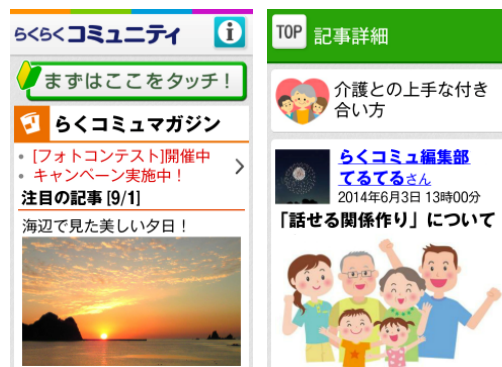 らくらくコミュニティ
i
まずはここをタッチ!
らくコミュマガジン
・[フォトコンテスト]開催中
・キャンペーン実施中!
注目の記事 [9/1]
海辺で見た美しい夕日!
TOP 記事詳細
介護との上手な付き
合い方
らくコミュ編集部
てるてるさん
2014年6月3日 13時00分
「話せる関係作り」について